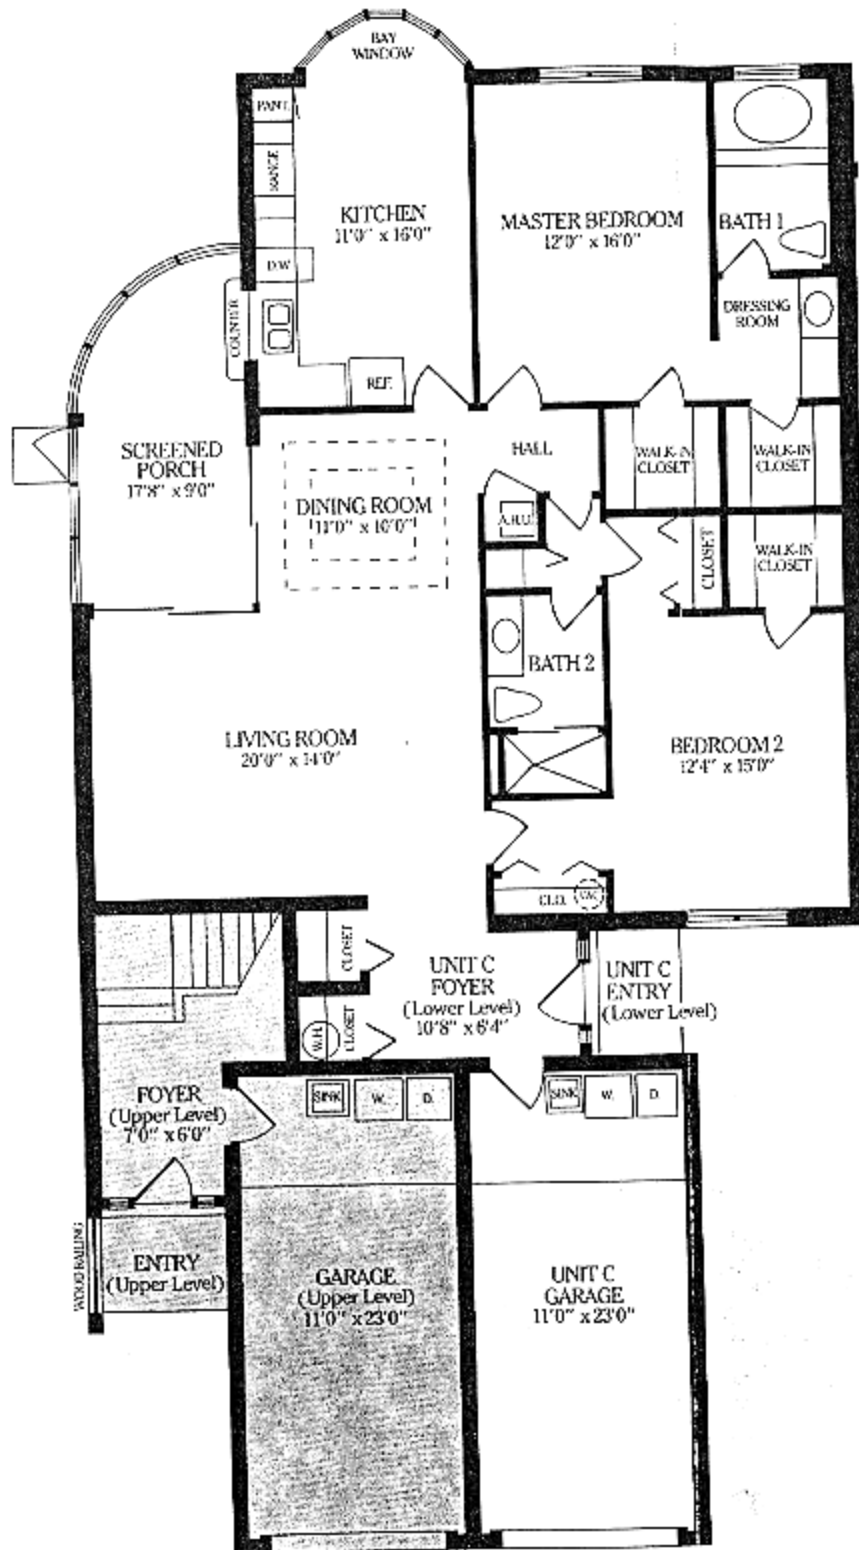 BAY
WINDOW
PANT.
RANGE
KITCHEN
11'0" x 16'0"
MASTER BEDROOM
12'0" x 16'0"
BATH 1
D.W.
COUNTER
DRESSING
ROOM
REF.
SCREENED
PORCH
17'8" x 9'0"
HALL
WALK-IN
CLOSET
WALK-IN
CLOSET
DINING ROOM
11'0" x 10'0"
A.H.U.
CLOSET
WALK-IN
CLOSET
BATH 2
LIVING ROOM
20'0" x 14'0"
BEDROOM 2
12'4" x 15'0"
CLO.
VAC
CLOSET
UNIT C
FOYER
(Lower Level)
10'8" x 6'4"
UNIT C
ENTRY
(Lower Level)
W.H.
CLOSET
FOYER
(Upper Level)
7'0" x 6'0"
SINK
W.
D.
SINK
W.
D.
WOOD RAILING
ENTRY
(Upper Level)
GARAGE
(Upper Level)
11'0" x 23'0"
UNIT C
GARAGE
11'0" x 23'0"